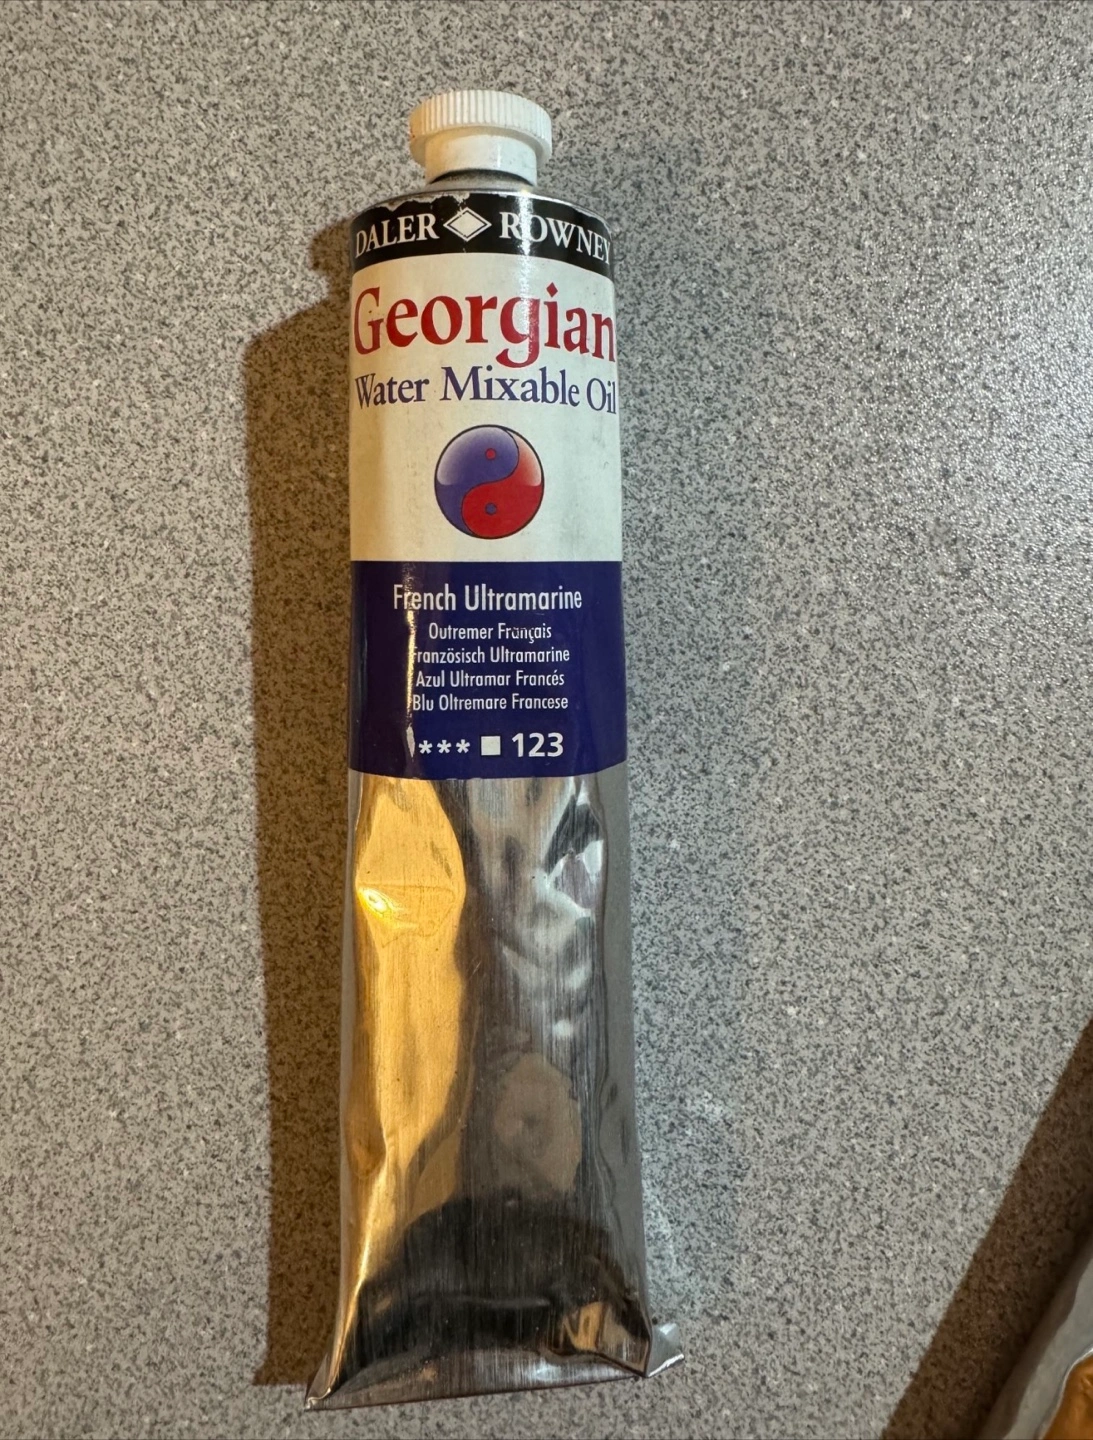 DALER ROWNEY
Georgian
Water Mixable Oil
French Ultramarine
Outremer Français
Französisch Ultramarine
Azul Ultramar Francés
Blu Oltremare Francese
*** 123